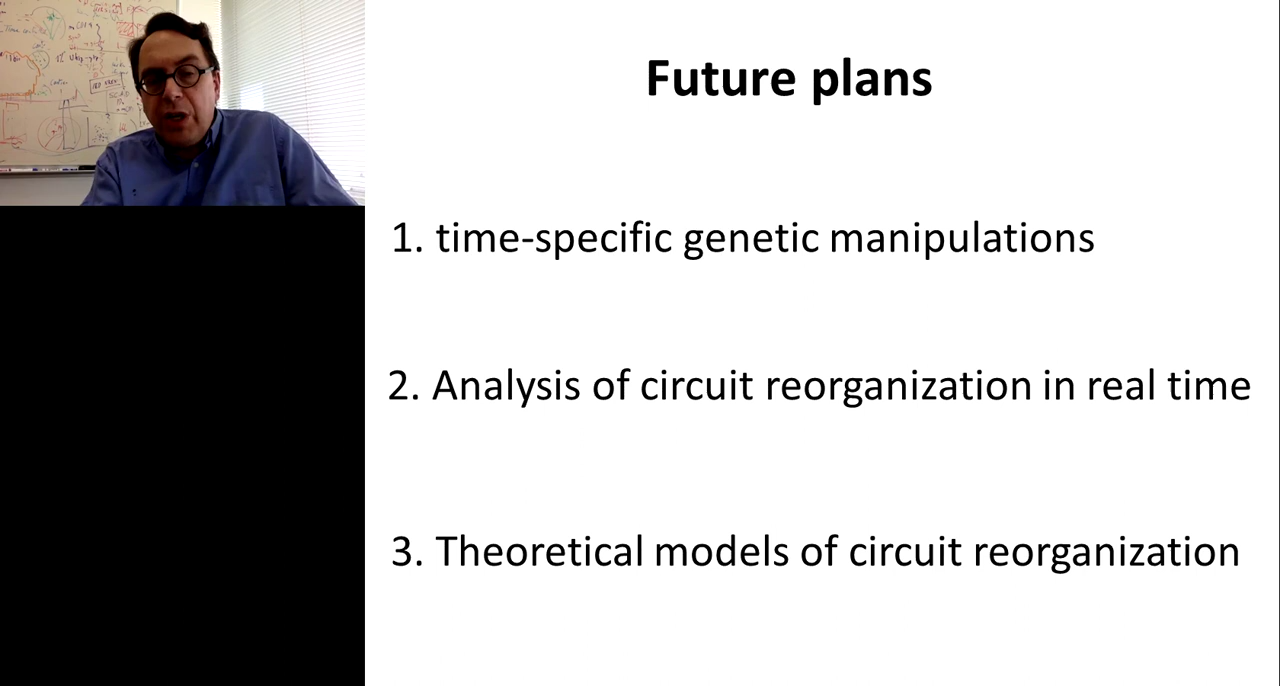 Future plans
1. time-specific genetic manipulations
2. Analysis of circuit reorganization in real time
3. Theoretical models of circuit reorganization